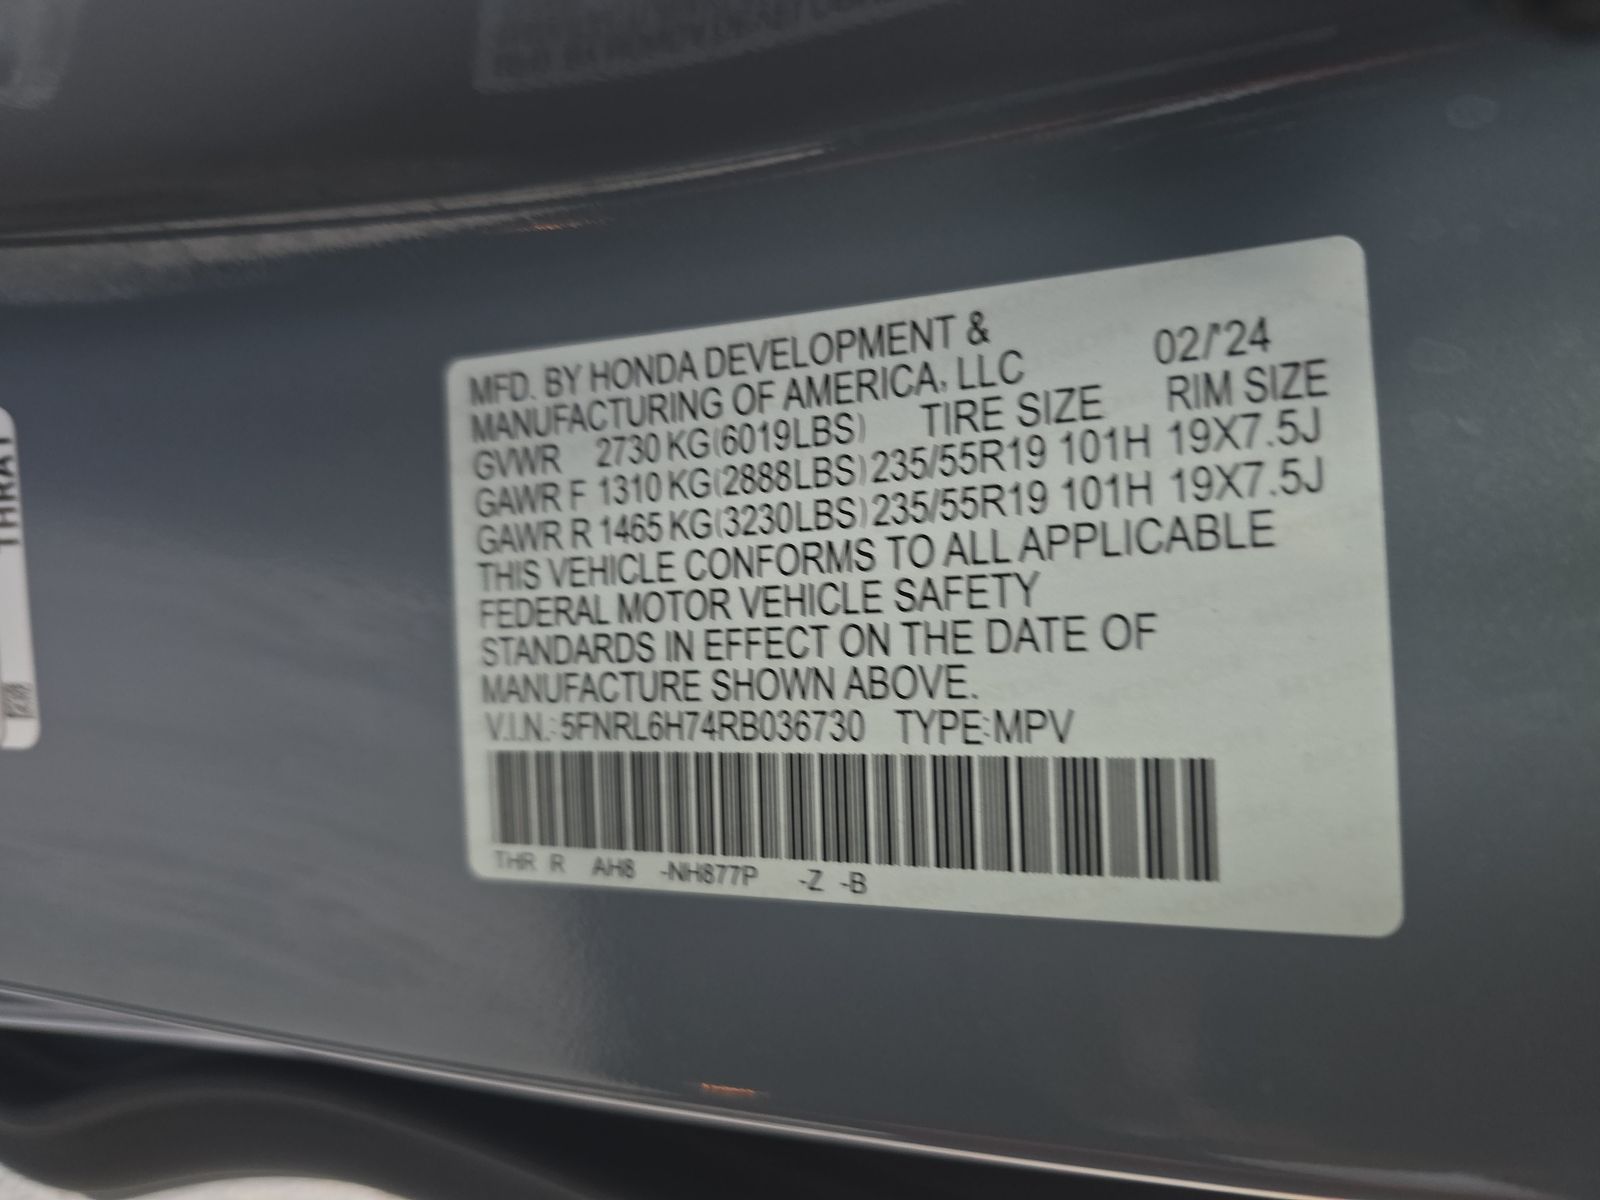 MFD. BY HONDA DEVELOPMENT &
MANUFACTURING OF AMERICA, LLC 02/'24
GVWR 2730 KG(6019LBS) TIRE SIZE RIM SIZE
GAWR F 1310 KG(2888LBS) 235/55R19 101H 19X7.5J
GAWR R 1465 KG(3230LBS) 235/55R19 101H 19X7.5J
THIS VEHICLE CONFORMS TO ALL APPLICABLE
FEDERAL MOTOR VEHICLE SAFETY
STANDARDS IN EFFECT ON THE DATE OF
MANUFACTURE SHOWN ABOVE.
V.I.N.: 5FNRL6H74RB036730 TYPE:MPV
THR R AH8 -NH877P -Z -B
THRA1